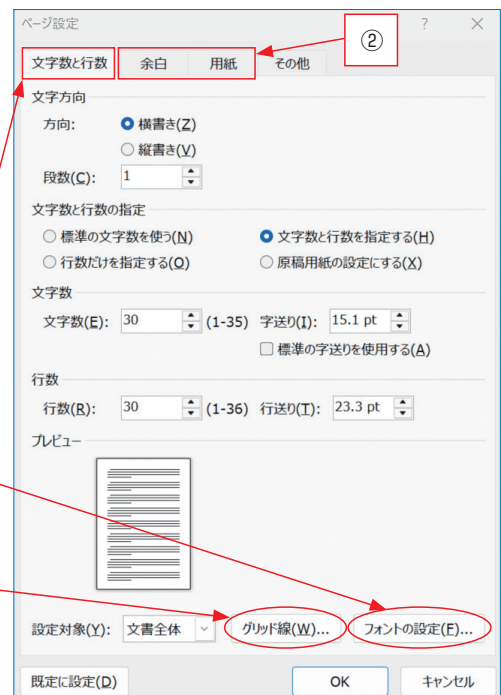 ページ設定 ? ×
②
文字数と行数 余白 用紙 その他
文字方向
方向: 横書き(Z)
縦書き(V)
段数(C): 1
文字数と行数の指定
標準の文字数を使う(N) 文字数と行数を指定する(H)
行数だけを指定する(O) 原稿用紙の設定にする(X)
文字数
文字数(E): 30 (1-35) 字送り(I): 15.1 pt
標準の字送りを使用する(A)
行数
行数(R): 30 (1-36) 行送り(T): 23.3 pt
プレビュー
設定対象(Y): 文書全体 グリッド線(W)... フォントの設定(F)...
既定に設定(D) OK キャンセル